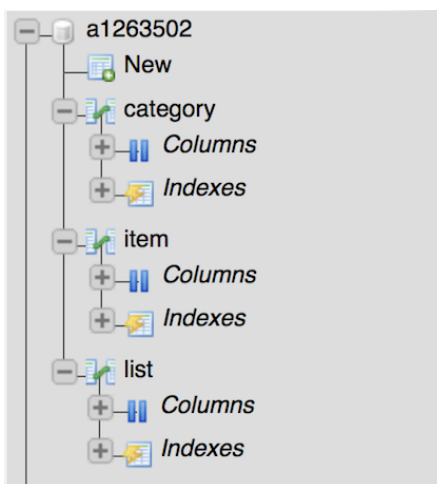 a1263502
New
category
Columns
Indexes
item
Columns
Indexes
list
Columns
Indexes